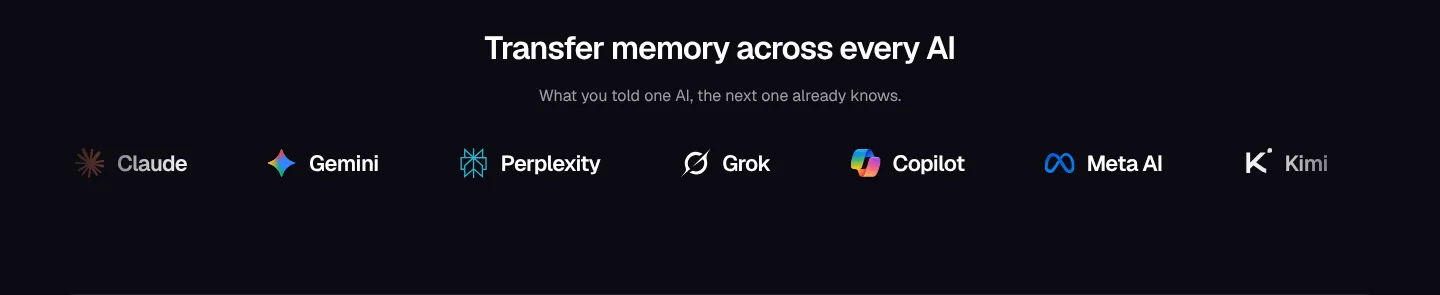 Transfer memory across every AI
What you told one AI, the next one already knows.
Claude Gemini Perplexity Grok Copilot Meta AI Kimi